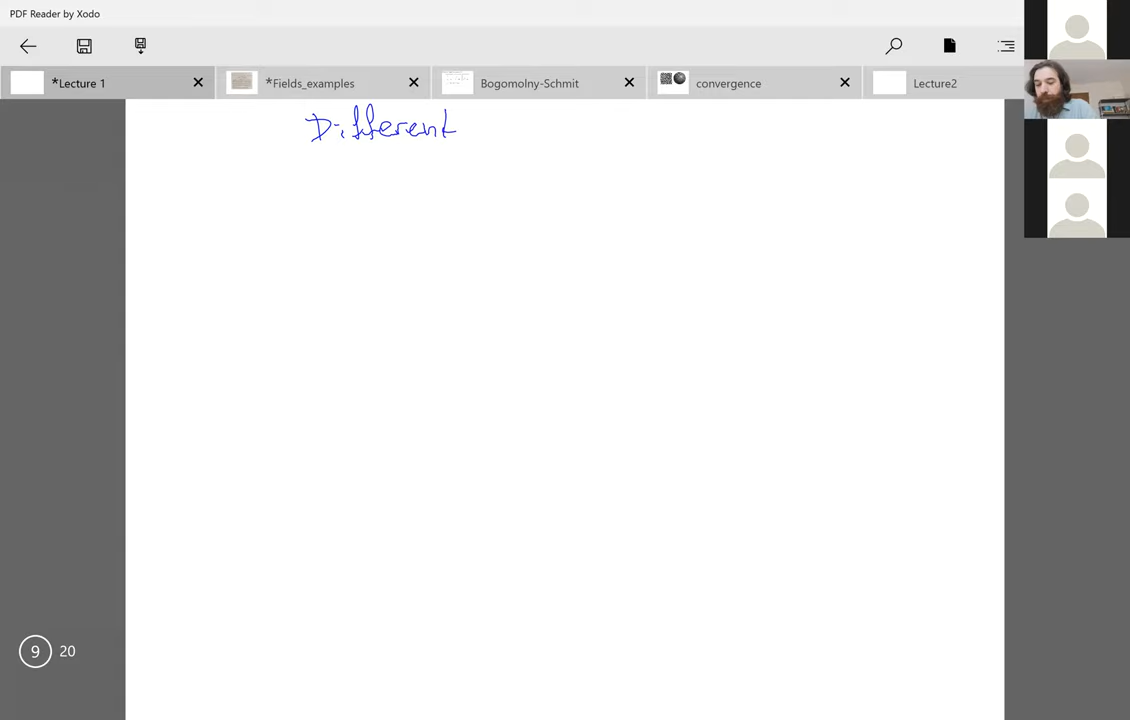 PDF Reader by Xodo
*Lecture 1
*Fields_examples
Bogomolny-Schmit
convergence
Lecture2
Different
9 20